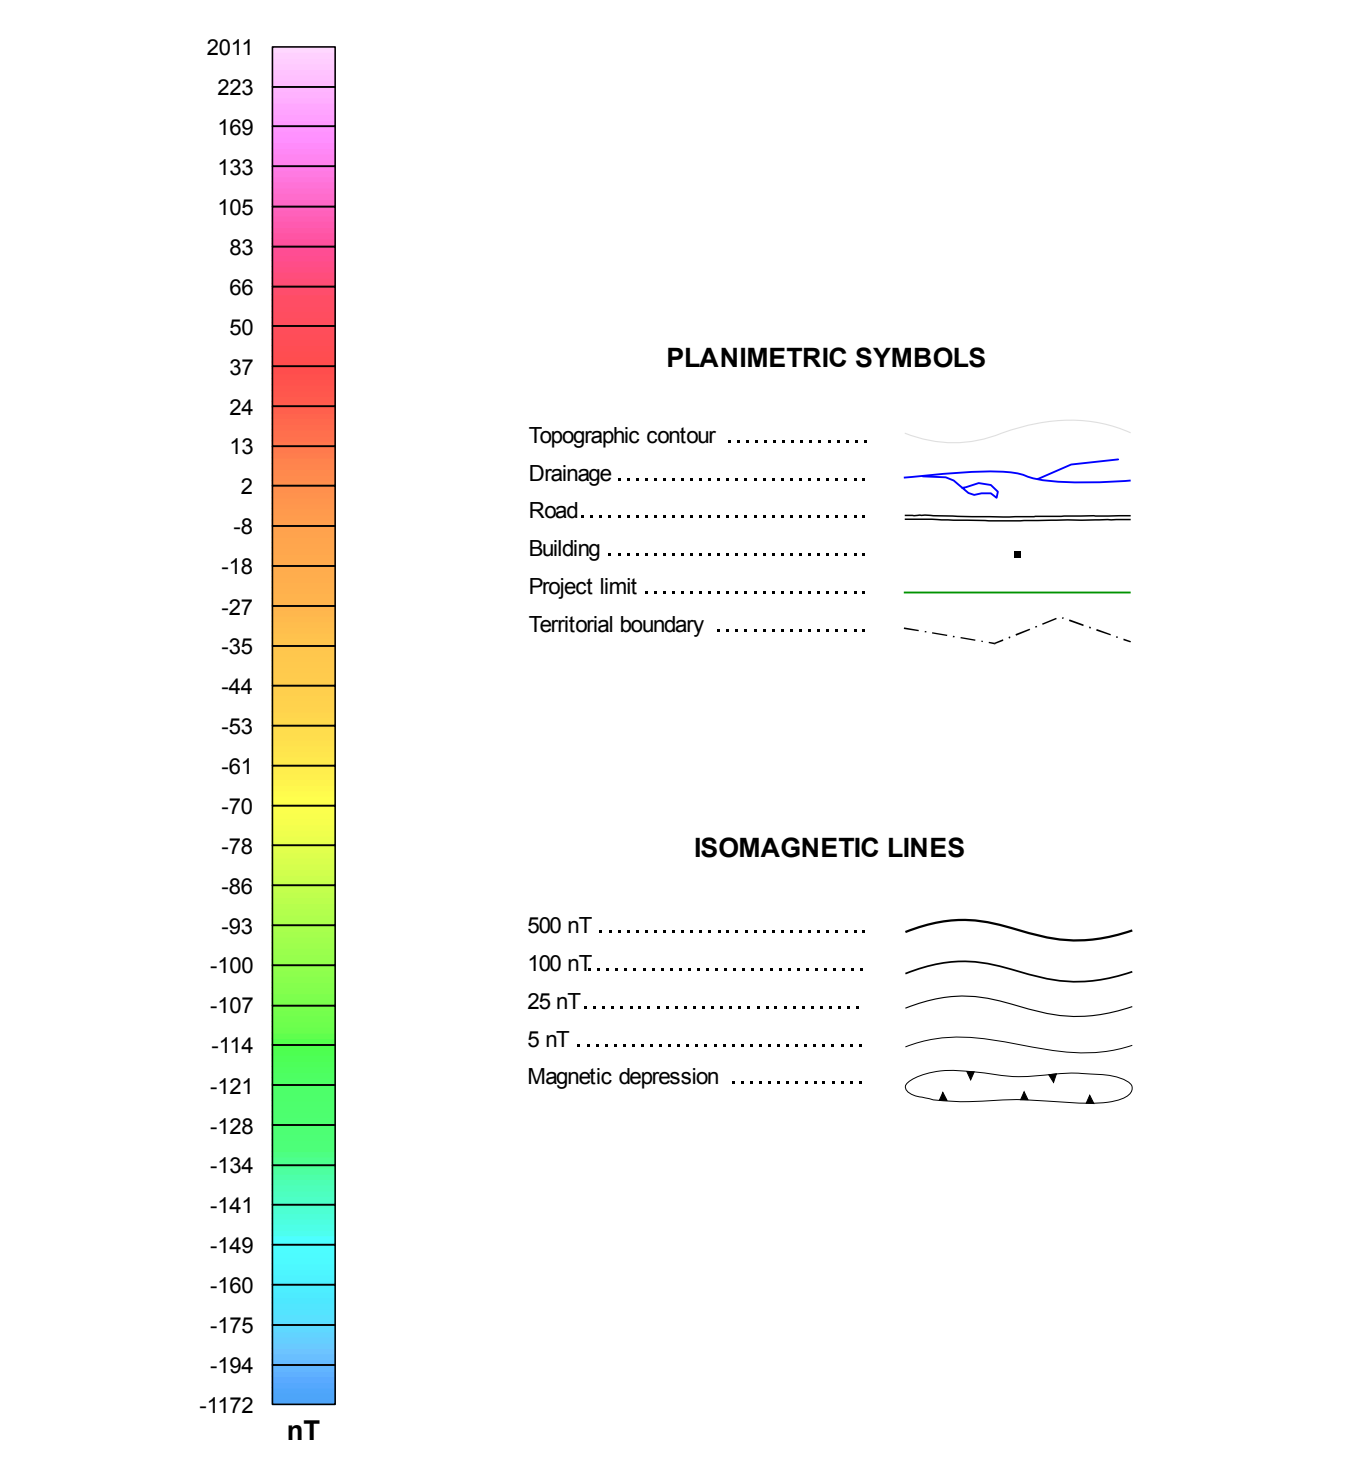 2011
223
169
133
105
83
66
50
37
24
13
2
-8
-18
-27
-35
-44
-53
-61
-70
-78
-86
-93
-100
-107
-114
-121
-128
-134
-141
-149
-160
-175
-194
-1172
nT
PLANIMETRIC SYMBOLS
Topographic contour ................
Drainage ...........................
Road................................
Building ............................
Project limit ........................
Territorial boundary .................
ISOMAGNETIC LINES
500 nT ..............................
100 nT...............................
25 nT................................
5 nT .................................
Magnetic depression ...............